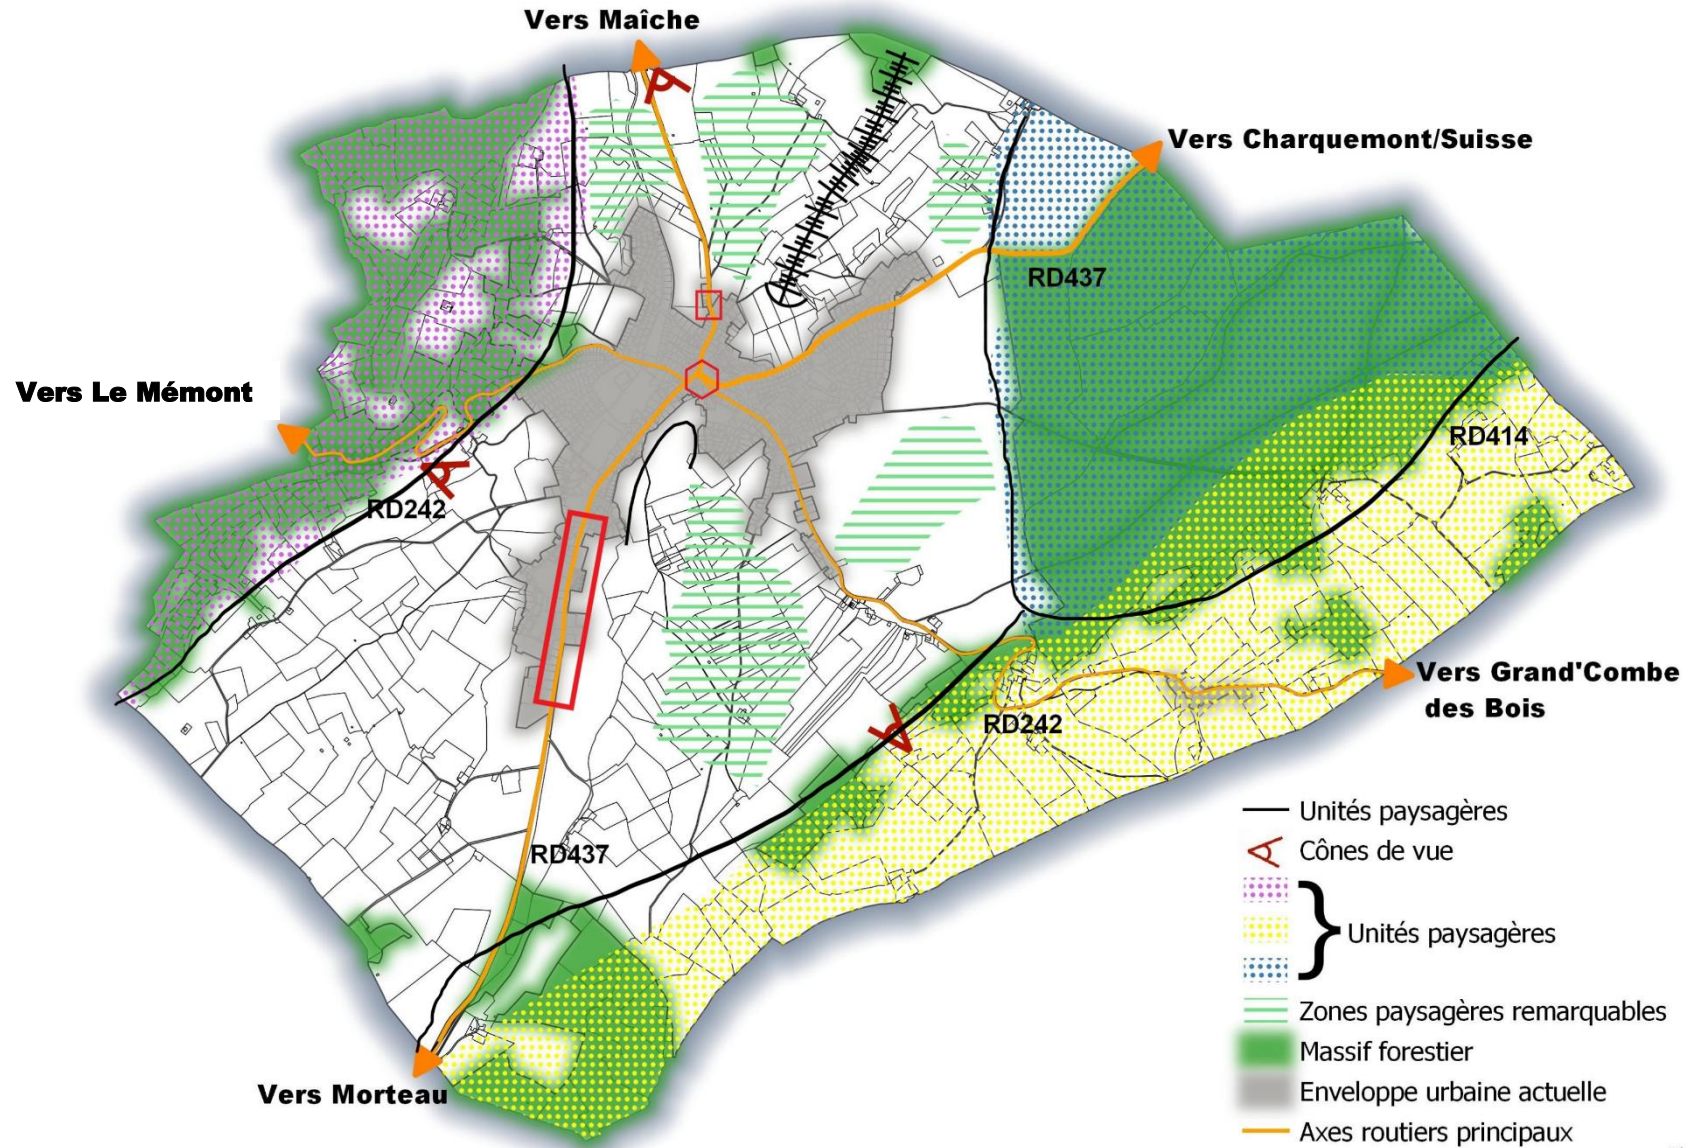 Vers Maîche
Vers Charquemont/Suisse
RD437
Vers Le Mémont
RD414
RD242
Vers Grand'Combe
des Bois
RD242
RD437
Vers Morteau
Unités paysagères
Cônes de vue
Unités paysagères
Zones paysagères remarquables
Massif forestier
Enveloppe urbaine actuelle
Axes routiers principaux